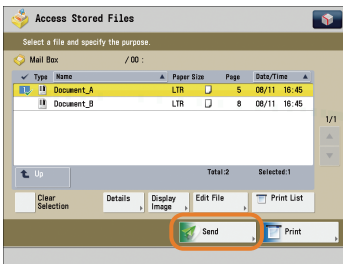 Access Stored Files
Select a file and specify the purpose.
Mail Box / 00 :
Type Name Paper Size Page Date/Time
1 Document_A LTR 5 08/11 16:45
Document_B LTR 8 08/11 16:45
1/1
Up Total:2 Selected:1
Clear Selection Details Display Image Edit File Print List
Send Print